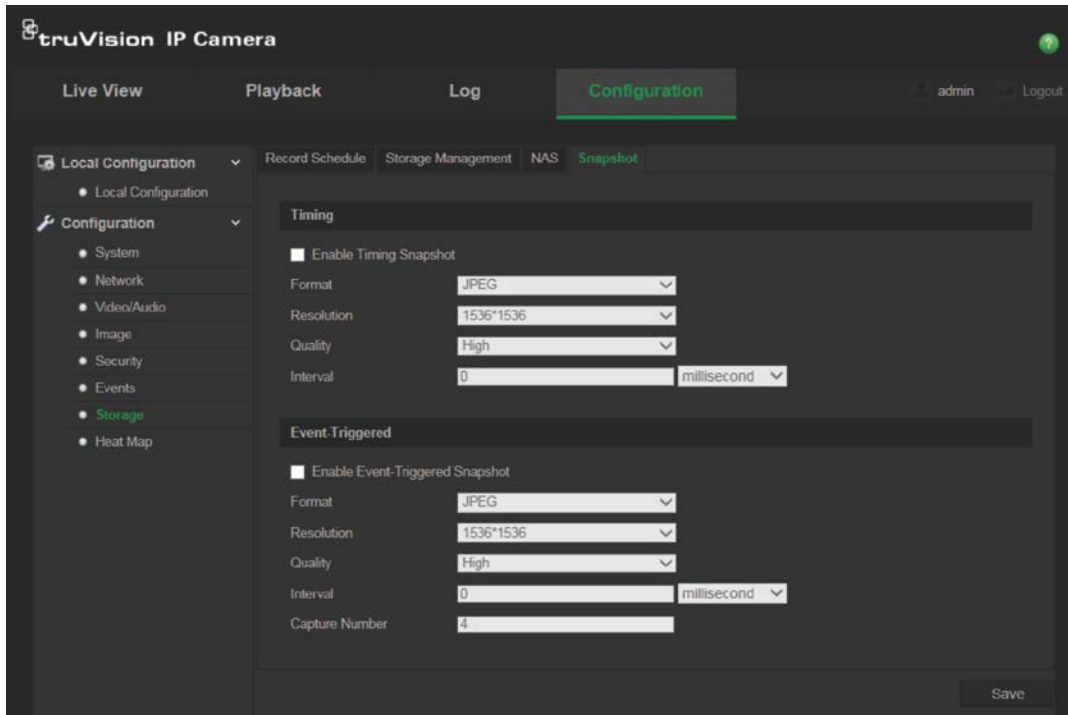 truVision IP Camera
?
Live View Playback Log Configuration admin Logout
Local Configuration
Local Configuration
Configuration
System
Network
Video/Audio
Image
Security
Events
Storage
Heat Map
Record Schedule Storage Management NAS Snapshot
Timing
Enable Timing Snapshot
Format JPEG
Resolution 1536*1536
Quality High
Interval 0 millisecond
Event-Triggered
Enable Event-Triggered Snapshot
Format JPEG
Resolution 1536*1536
Quality High
Interval 0 millisecond
Capture Number 4
Save